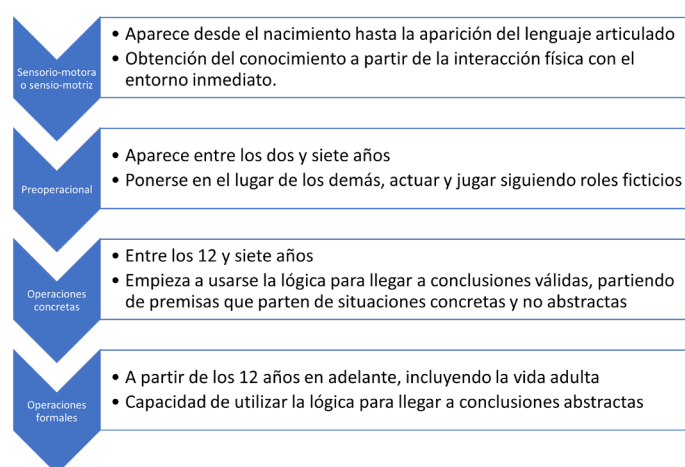 Sensorio-motora
o sensio-motriz
• Aparece desde el nacimiento hasta la aparición del lenguaje articulado
• Obtención del conocimiento a partir de la interacción física con el
entorno inmediato.
Preoperacional
• Aparece entre los dos y siete años
• Ponerse en el lugar de los demás, actuar y jugar siguiendo roles ficticios
Operaciones
concretas
• Entre los 12 y siete años
• Empieza a usarse la lógica para llegar a conclusiones válidas, partiendo
de premisas que parten de situaciones concretas y no abstractas
Operaciones
formales
• A partir de los 12 años en adelante, incluyendo la vida adulta
• Capacidad de utilizar la lógica para llegar a conclusiones abstractas